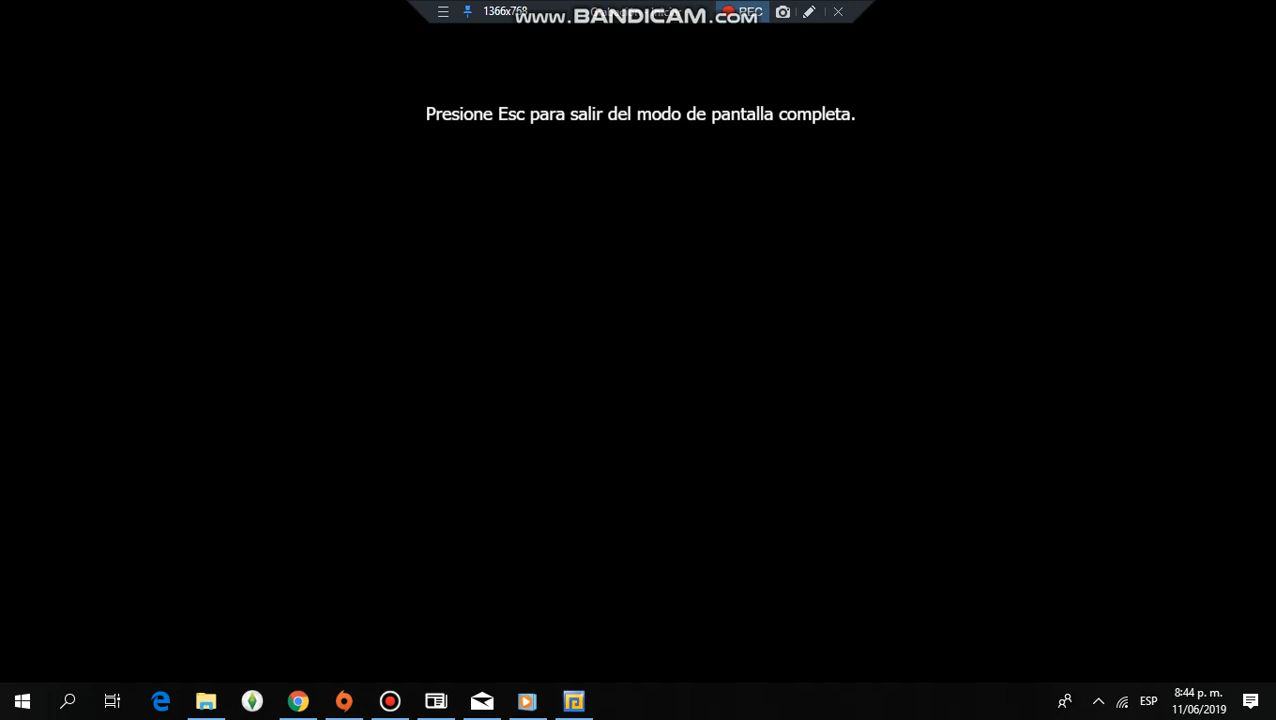 1366x768
www.BANDICAM.com
REC
Presione Esc para salir del modo de pantalla completa.
ESP
8:44 p. m.
11/06/2019